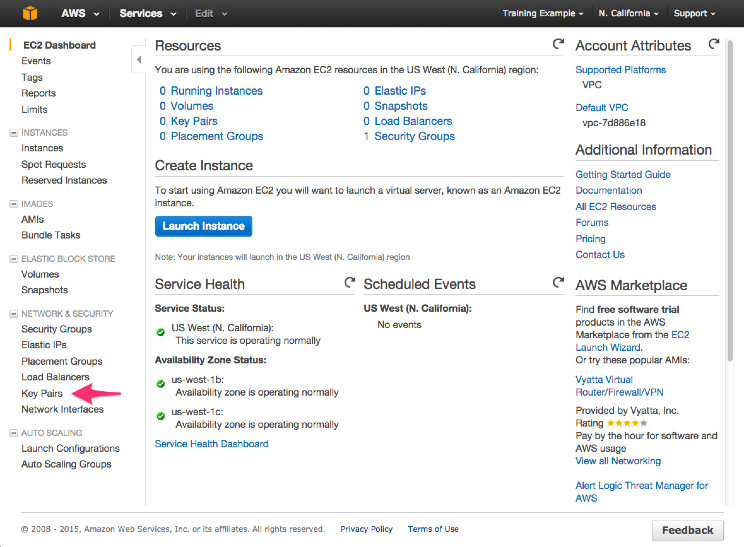 AWS Services Edit Training Example N. California Support
EC2 Dashboard
Events
Tags
Reports
Limits
INSTANCES
Instances
Spot Requests
Reserved Instances
IMAGES
AMIs
Bundle Tasks
ELASTIC BLOCK STORE
Volumes
Snapshots
NETWORK & SECURITY
Security Groups
Elastic IPs
Placement Groups
Load Balancers
Key Pairs
Network Interfaces
AUTO SCALING
Launch Configurations
Auto Scaling Groups
Resources
You are using the following Amazon EC2 resources in the US West (N. California) region:
0 Running Instances
0 Elastic IPs
0 Volumes
0 Snapshots
0 Key Pairs
0 Load Balancers
0 Placement Groups
1 Security Groups
Create Instance
To start using Amazon EC2 you will want to launch a virtual server, known as an Amazon EC2
instance.
Launch Instance
Note: Your instances will launch in the US West (N. California) region
Service Health
Service Status:
US West (N. California):
This service is operating normally
Availability Zone Status:
us-west-1b:
Availability zone is operating normally
us-west-1c:
Availability zone is operating normally
Service Health Dashboard
Scheduled Events
US West (N. California):
No events
Account Attributes
Supported Platforms
VPC
Default VPC
vpc-7d886e18
Additional Information
Getting Started Guide
Documentation
All EC2 Resources
Forums
Pricing
Contact Us
AWS Marketplace
Find free software trial
products in the AWS
Marketplace from the EC2
Launch Wizard.
Or try these popular AMIs:
Vyatta Virtual
Router/Firewall/VPN
Provided by Vyatta, Inc.
Rating
Pay by the hour for software and
AWS usage
View all Networking
Alert Logic Threat Manager for
AWS
© 2008 - 2015, Amazon Web Services, Inc. or its affiliates. All rights reserved. Privacy Policy Terms of Use
Feedback